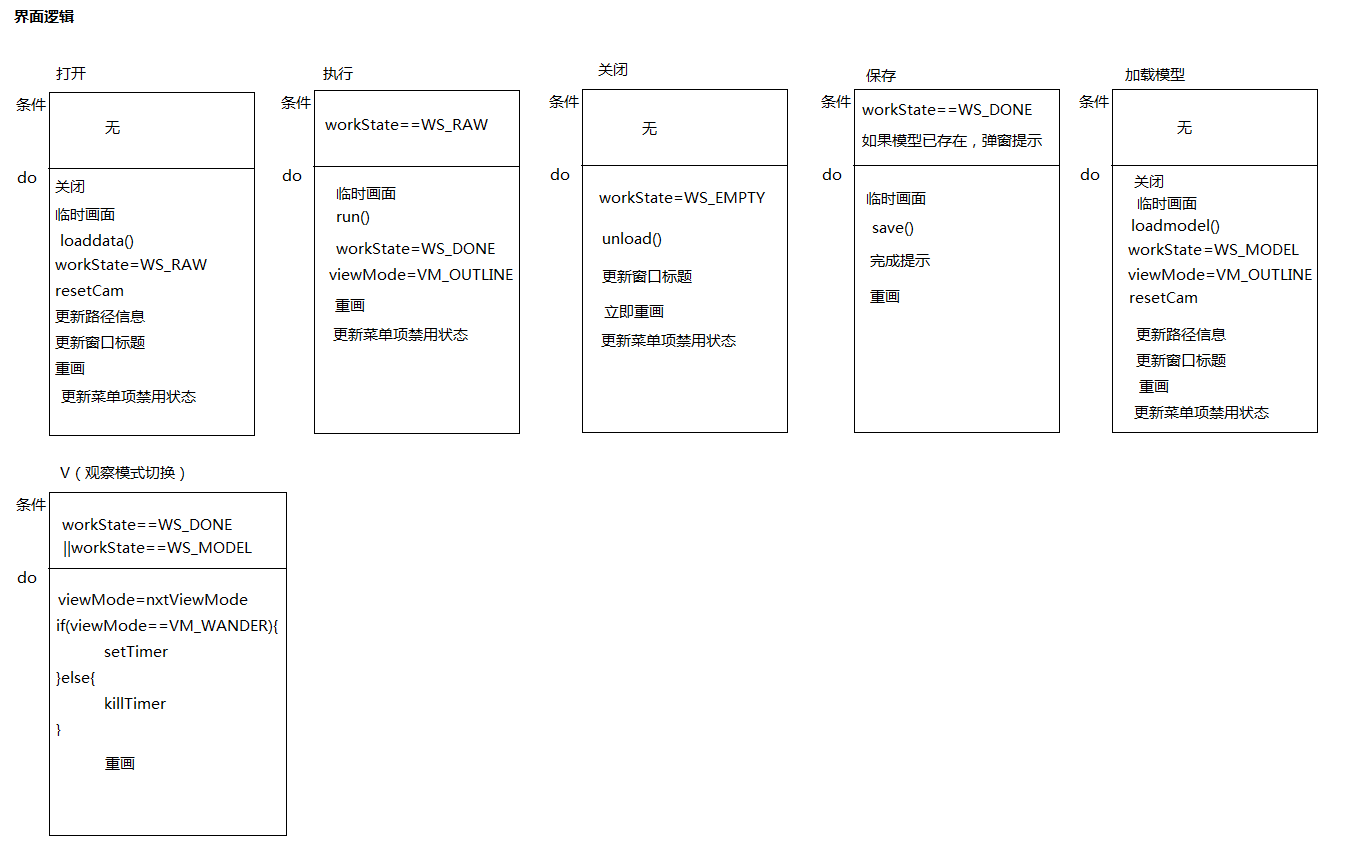 界面逻辑
打开
条件
无
do
关闭
临时画面
loaddata()
workState=WS_RAW
resetCam
更新路径信息
更新窗口标题
重画
更新菜单项禁用状态
执行
条件
workState==WS_RAW
do
临时画面
run()
workState=WS_DONE
viewMode=VM_OUTLINE
重画
更新菜单项禁用状态
关闭
条件
无
do
workState=WS_EMPTY
unload()
更新窗口标题
立即重画
更新菜单项禁用状态
保存
条件
workState==WS_DONE
如果模型已存在，弹窗提示
do
临时画面
save()
完成提示
重画
加载模型
条件
无
do
关闭
临时画面
loadmodel()
workState=WS_MODEL
viewMode=VM_OUTLINE
resetCam
更新路径信息
更新窗口标题
重画
更新菜单项禁用状态
V（观察模式切换）
条件
workState==WS_DONE
||workState==WS_MODEL
do
viewMode=nxtViewMode
if(viewMode==VM_WANDER){
setTimer
}else{
killTimer
}
重画